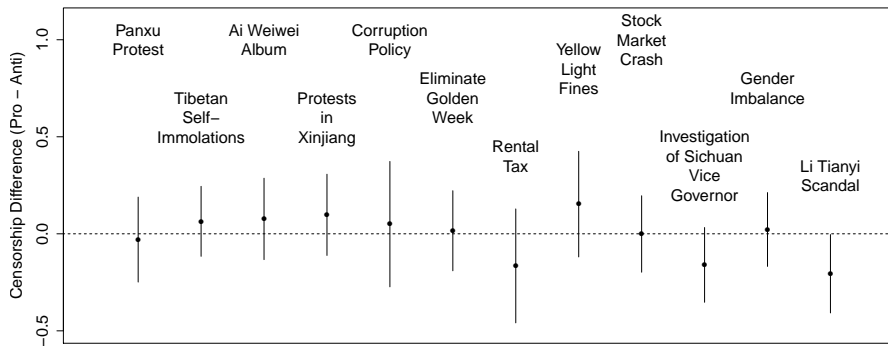 Censorship Difference (Pro − Anti)
1.0
0.5
0.0
−0.5
Panxu
Protest
Tibetan
Self−
Immolations
Ai Weiwei
Album
Protests
in
Xinjiang
Corruption
Policy
Eliminate
Golden
Week
Rental
Tax
Yellow
Light
Fines
Stock
Market
Crash
Investigation
of Sichuan
Vice
Governor
Gender
Imbalance
Li Tianyi
Scandal